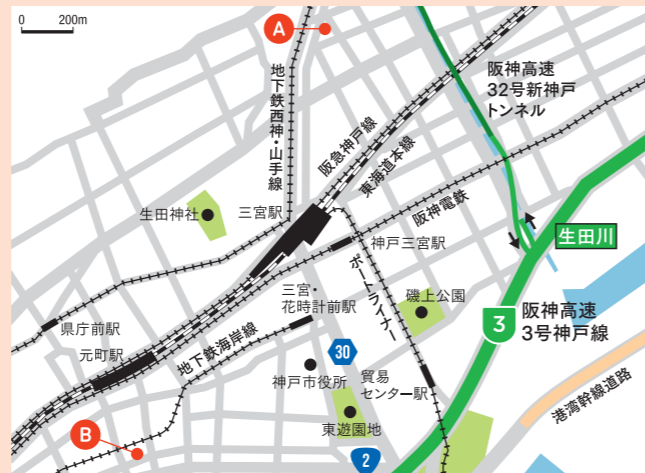 0 200m
A
地下鉄西神・山手線
阪急神戸線
東海道本線
阪神高速
32号新神戸
トンネル
生田神社
三宮駅
阪神電鉄
神戸三宮駅
生田川
ポートライナー
三宮・
花時計前駅
磯上公園
3
阪神高速
3号神戸線
県庁前駅
元町駅
地下鉄海岸線
30
神戸市役所
貿易
センター駅
港湾幹線道路
東遊園地
B
2